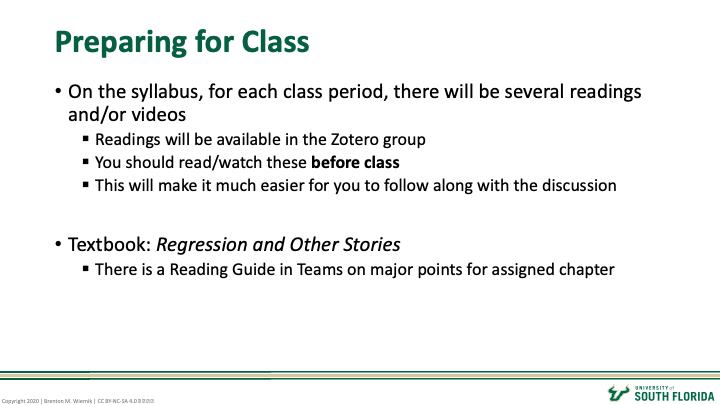 Preparing for Class
• On the syllabus, for each class period, there will be several readings
and/or videos
▪ Readings will be available in the Zotero group
▪ You should read/watch these before class
▪ This will make it much easier for you to follow along with the discussion
• Textbook: Regression and Other Stories
▪ There is a Reading Guide in Teams on major points for assigned chapter
Copyright 2020 | Brenton M. Wiernik | CC BY-NC-SA 4.0
UNIVERSITY of
SOUTH FLORIDA